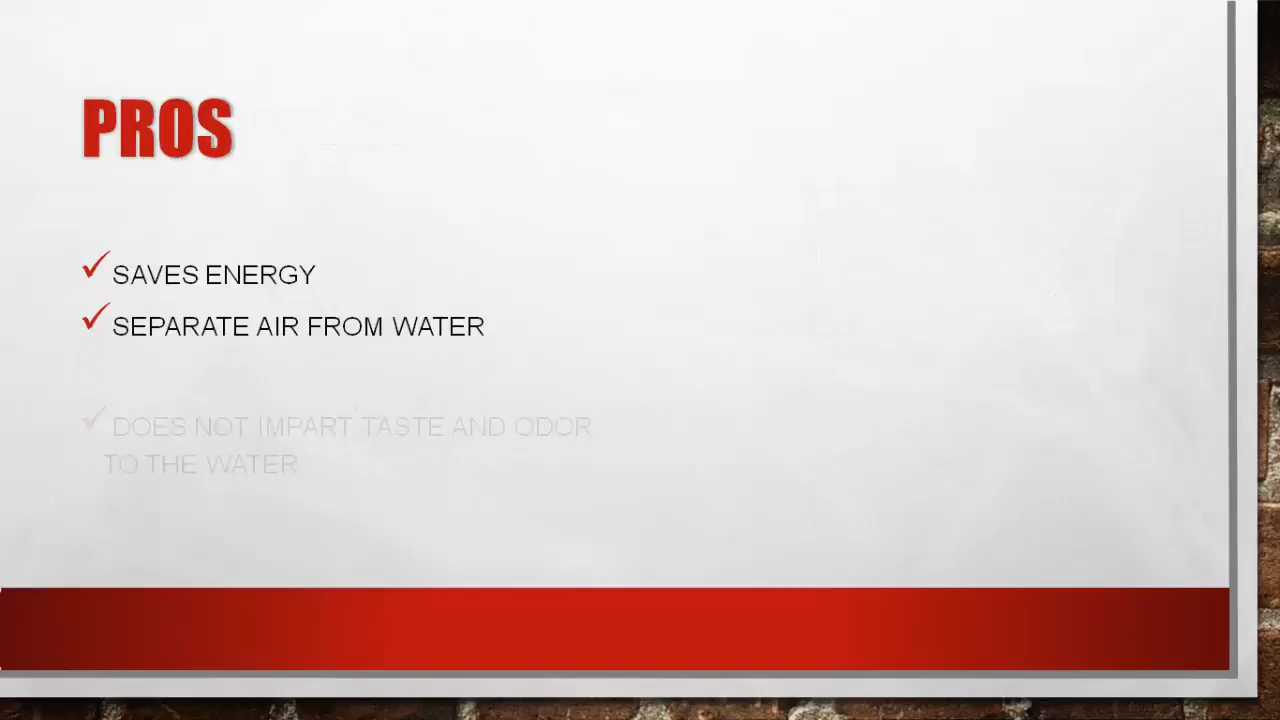 PROS
SAVES ENERGY
SEPARATE AIR FROM WATER
DOES NOT IMPART TASTE AND ODOR
TO THE WATER